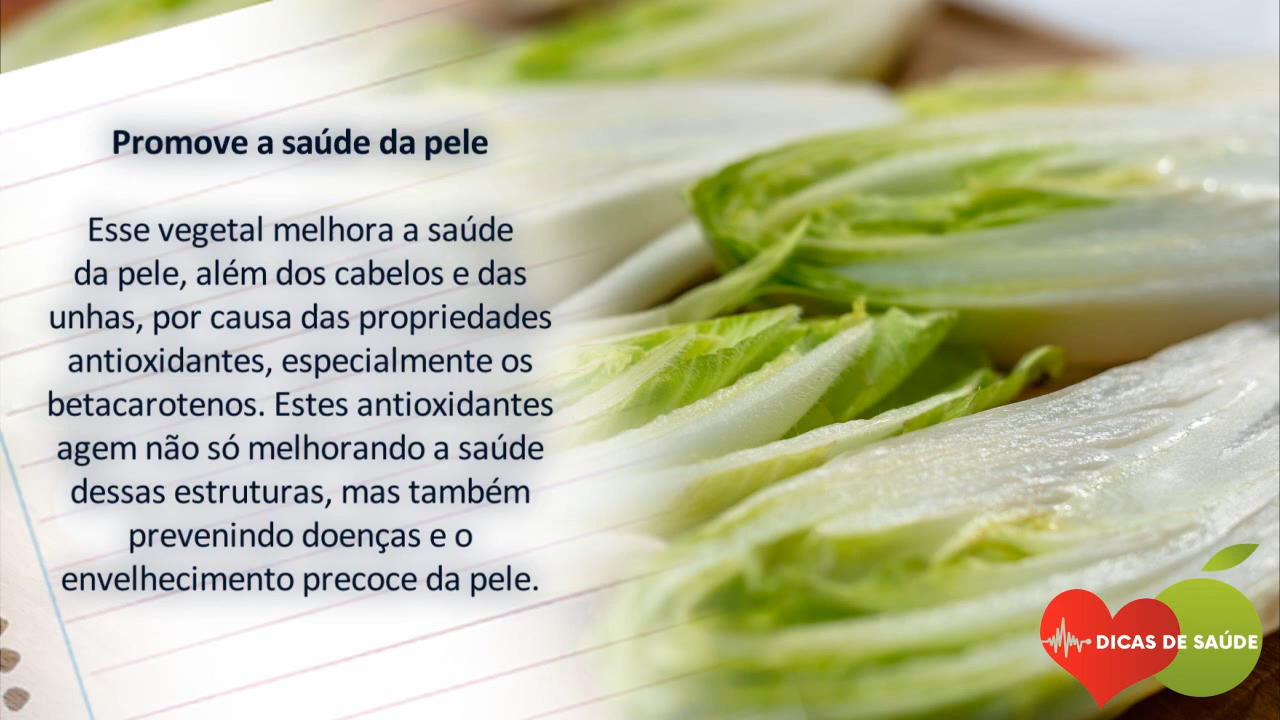 Promove a saúde da pele
Esse vegetal melhora a saúde
da pele, além dos cabelos e das
unhas, por causa das propriedades
antioxidantes, especialmente os
betacarotenos. Estes antioxidantes
agem não só melhorando a saúde
dessas estruturas, mas também
prevenindo doenças e o
envelhecimento precoce da pele.
DICAS DE SAÚDE